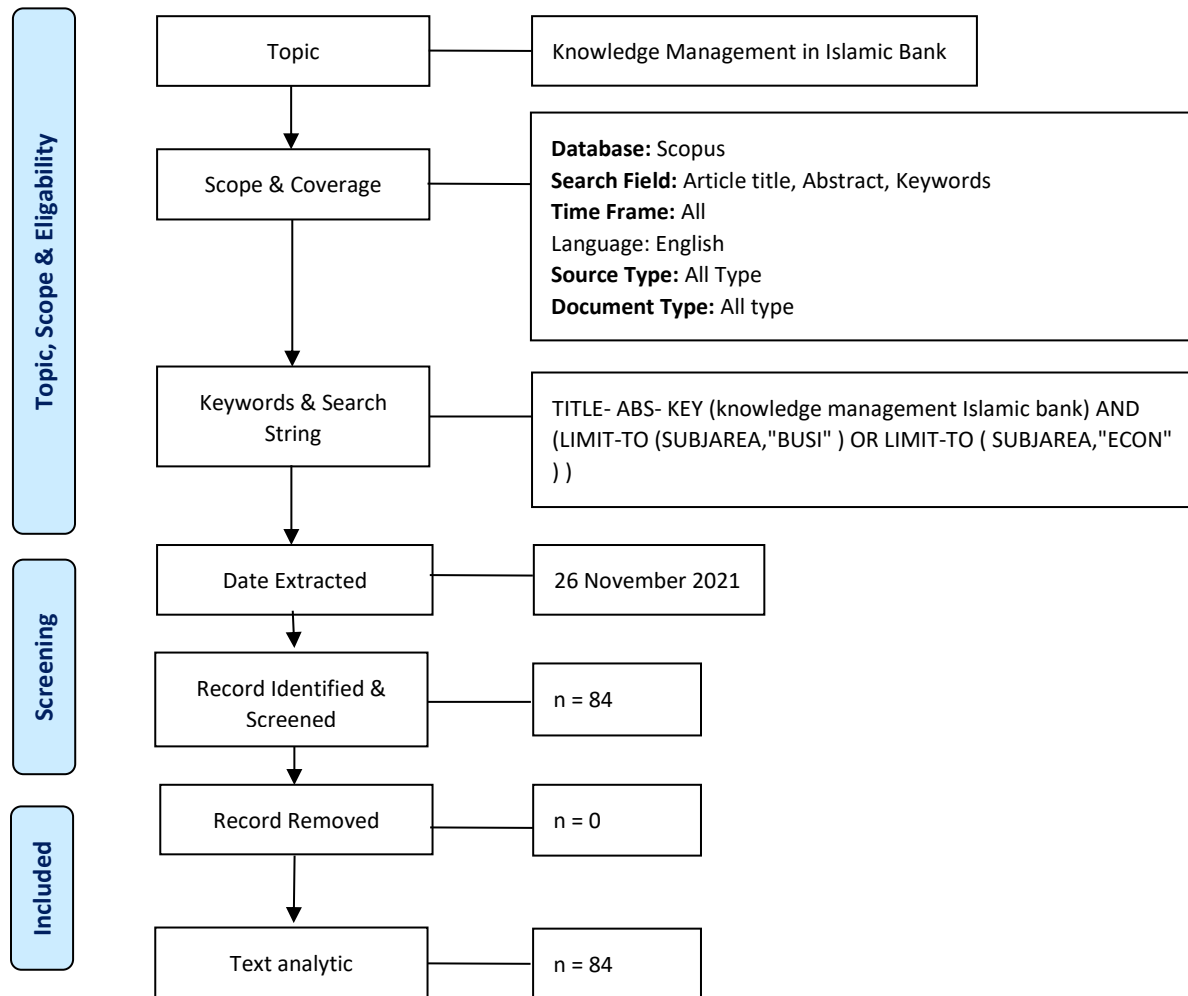 Topic, Scope & Eligability
Topic
Knowledge Management in Islamic Bank
Scope & Coverage
Database: Scopus
Search Field: Article title, Abstract, Keywords
Time Frame: All
Language: English
Source Type: All Type
Document Type: All type
Keywords & Search
String
TITLE- ABS- KEY (knowledge management Islamic bank) AND
(LIMIT-TO (SUBJAREA,"BUSI" ) OR LIMIT-TO ( SUBJAREA,"ECON"
) )
Screening
Date Extracted
26 November 2021
Record Identified &
Screened
n = 84
Included
Record Removed
n = 0
Text analytic
n = 84